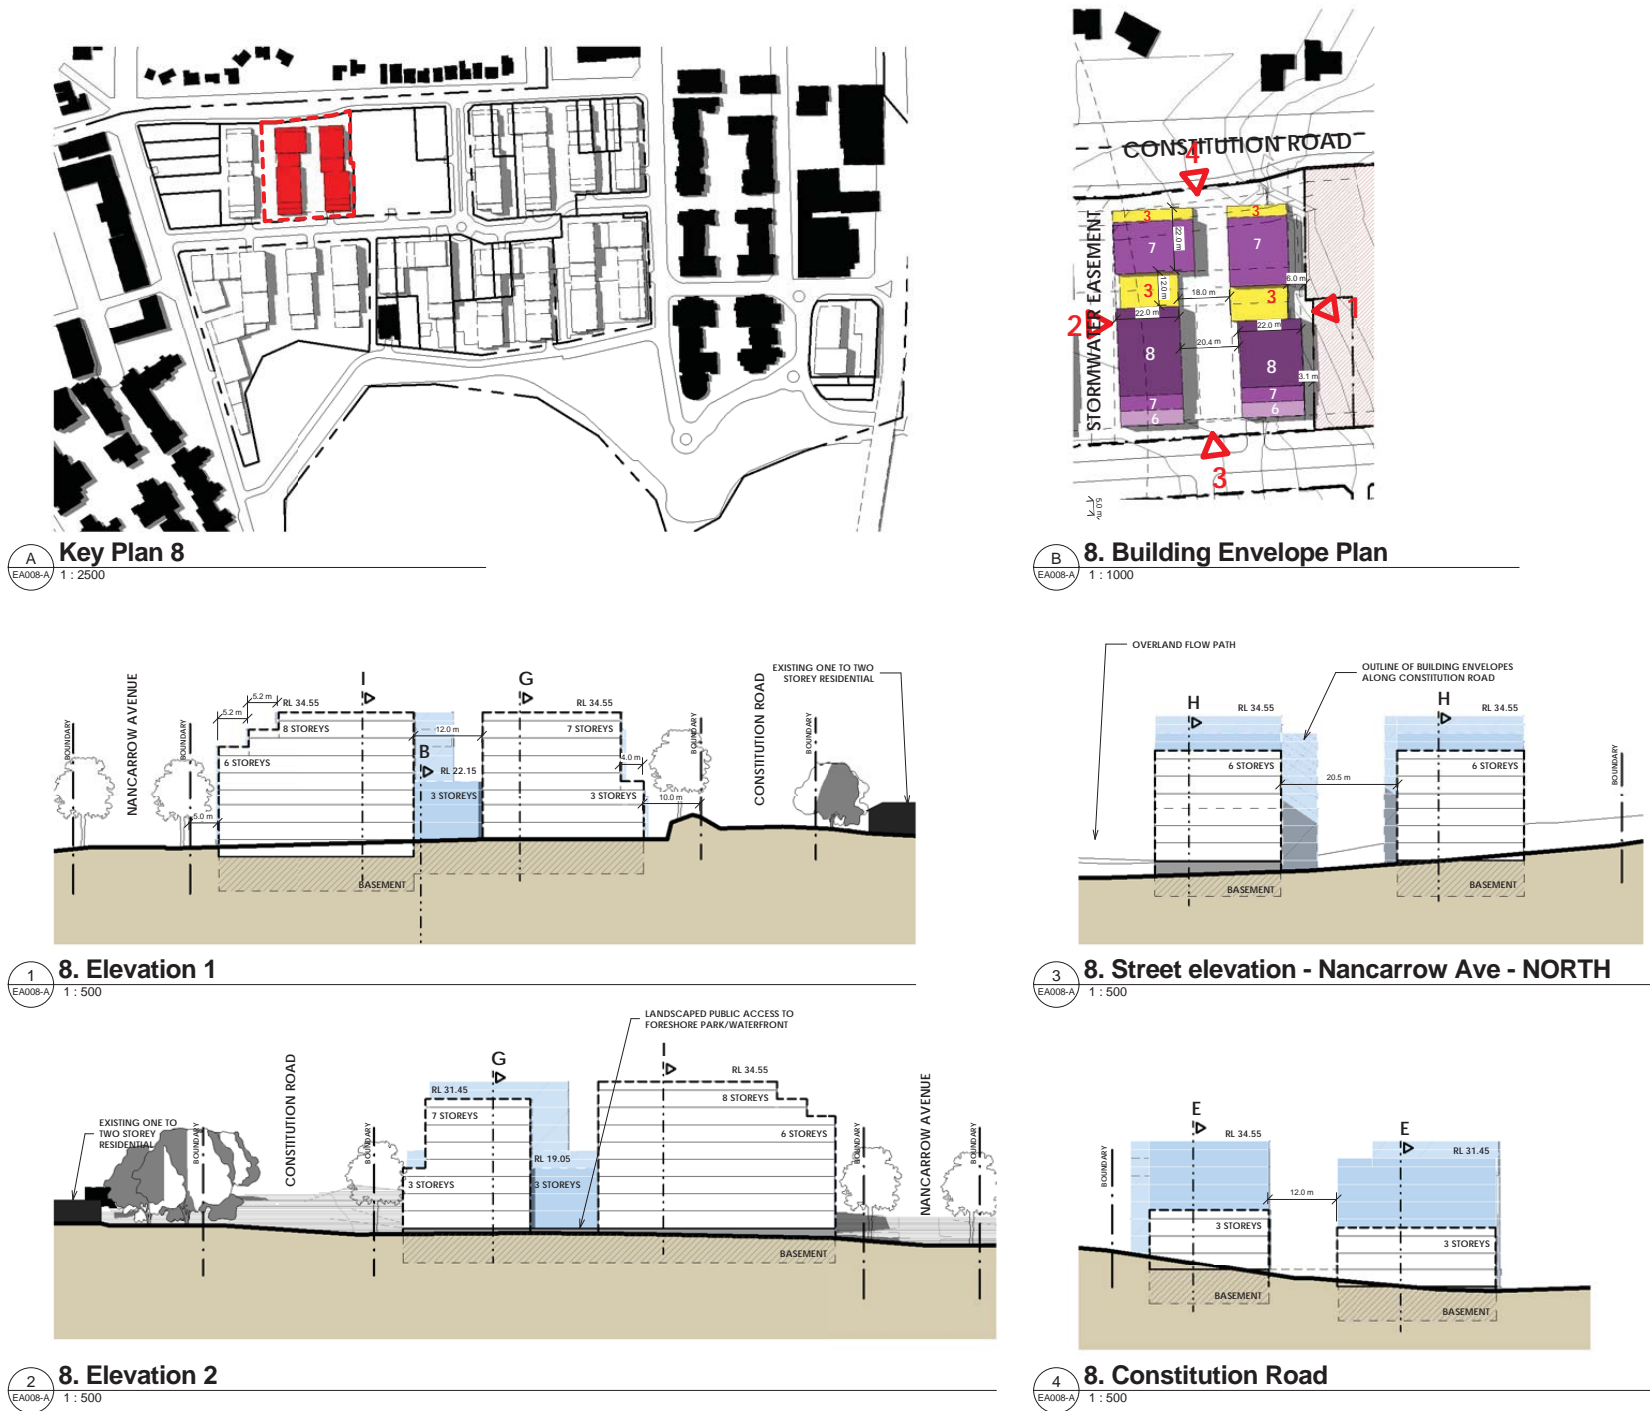 A
EA008-A
Key Plan 8
1 : 2500
CONSTITUTION ROAD
4
STORMWATER EASEMENT
3
3
22.0 m
7
7
6.0 m
3
12.0 m
18.0 m
3
1
2
22.0 m
22.0 m
20.4 m
8
8
3.1 m
7
7
6
6
3
5.0 m
B
EA008-A
8. Building Envelope Plan
1 : 1000
NANCARROW AVENUE
BOUNDARY
BOUNDARY
5.2 m
5.2 m
RL 34.55
I
G
RL 34.55
8 STOREYS
12.0 m
7 STOREYS
6 STOREYS
B
RL 22.15
4.0 m
3 STOREYS
3 STOREYS
10.0 m
5.0 m
BASEMENT
BOUNDARY
CONSTITUTION ROAD
BOUNDARY
EXISTING ONE TO TWO
STOREY RESIDENTIAL
1
EA008-A
8. Elevation 1
1 : 500
OVERLAND FLOW PATH
OUTLINE OF BUILDING ENVELOPES
ALONG CONSTITUTION ROAD
H
RL 34.55
H
RL 34.55
6 STOREYS
20.5 m
6 STOREYS
BOUNDARY
BASEMENT
BASEMENT
3
EA008-A
8. Street elevation - Nancarrow Ave - NORTH
1 : 500
LANDSCAPED PUBLIC ACCESS TO
FORESHORE PARK/WATERFRONT
EXISTING ONE TO
TWO STOREY
RESIDENTIAL
BOUNDARY
CONSTITUTION ROAD
BOUNDARY
G
I
RL 31.45
RL 34.55
7 STOREYS
8 STOREYS
6 STOREYS
RL 19.05
3 STOREYS
3 STOREYS
BASEMENT
BOUNDARY
NANCARROW AVENUE
BOUNDARY
2
EA008-A
8. Elevation 2
1 : 500
BOUNDARY
E
RL 34.55
E
RL 31.45
12.0 m
3 STOREYS
3 STOREYS
BASEMENT
BASEMENT
4
EA008-A
8. Constitution Road
1 : 500